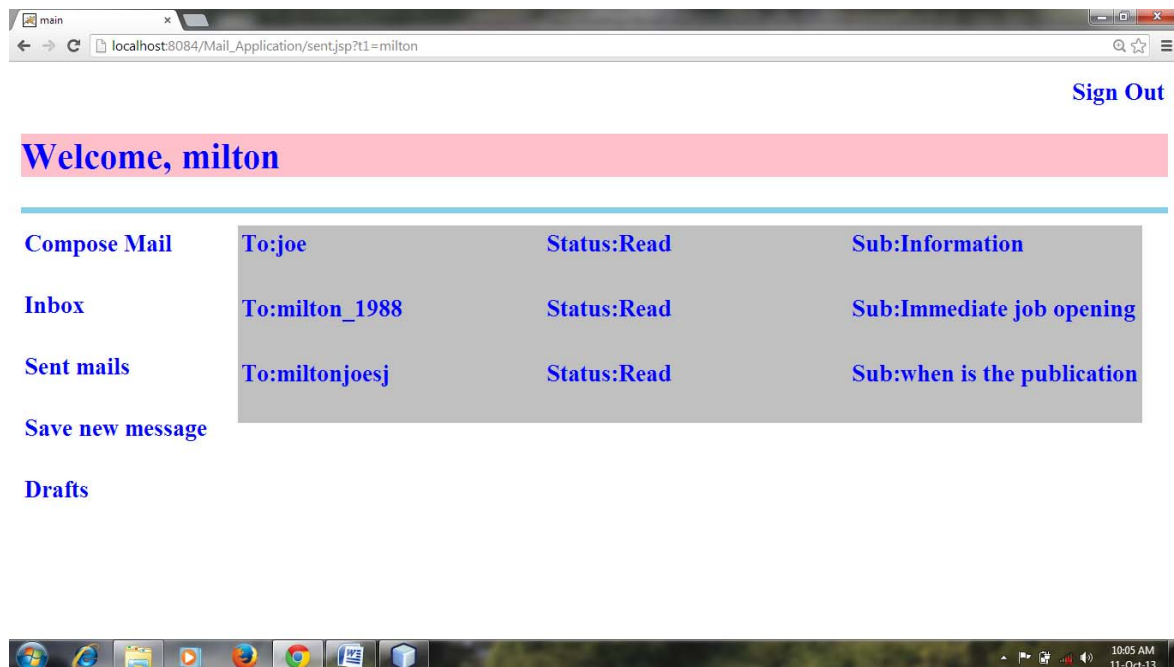 main
localhost:8084/Mail_Application/sent.jsp?t1=milton
Sign Out
Welcome, milton
Compose Mail
Inbox
Sent mails
Save new message
Drafts
To:joe Status:Read Sub:Information
To:milton_1988 Status:Read Sub:Immediate job opening
To:miltonjoesj Status:Read Sub:when is the publication
10:05 AM
11-Oct-13